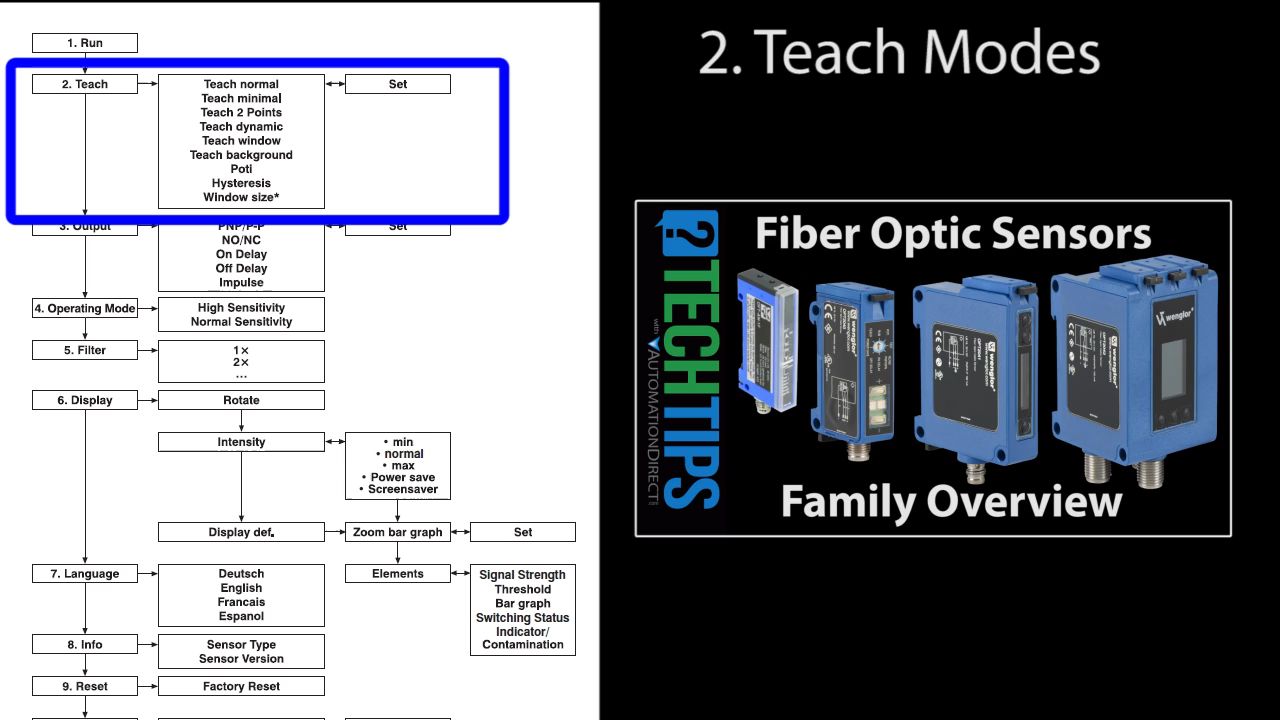 1. Run
2. Teach
Teach normal
Teach minimal
Teach 2 Points
Teach dynamic
Teach window
Teach background
Poti
Hysteresis
Window size*
Set
3. Output
PNP/P-P
NO/NC
On Delay
Off Delay
Impulse
Set
4. Operating Mode
High Sensitivity
Normal Sensitivity
5. Filter
1×
2×
...
6. Display
Rotate
Intensity
• min
• normal
• max
• Power save
• Screensaver
Display def.
Zoom bar graph
Set
7. Language
Deutsch
English
Francais
Espanol
Elements
Signal Strength
Threshold
Bar graph
Switching Status
Indicator/
Contamination
8. Info
Sensor Type
Sensor Version
9. Reset
Factory Reset
2. Teach Modes
Fiber Optic Sensors
? TECHTIPS
with AUTOMATIONDIRECT.com
wenglor
wenglor
wenglor
wenglor
Family Overview